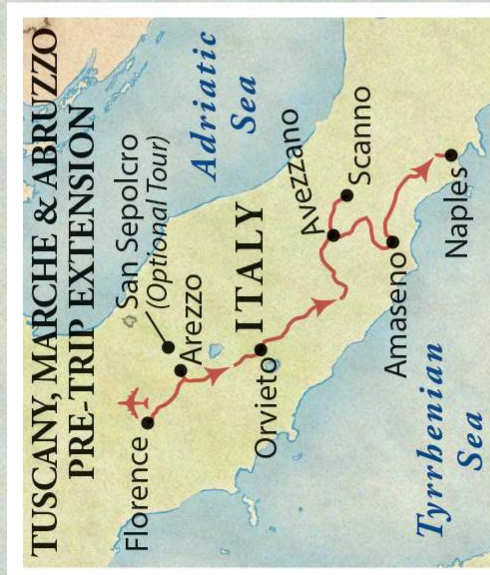 TUSCANY, MARCHE & ABRUZZO
PRE-TRIP EXTENSION
Florence
San Sepolcro
(Optional Tour)
Arezzo
Adriatic
Sea
Orvieto
ITALY
Avezzano
Scanno
Amaseno
Naples
Tyrrhenian
Sea